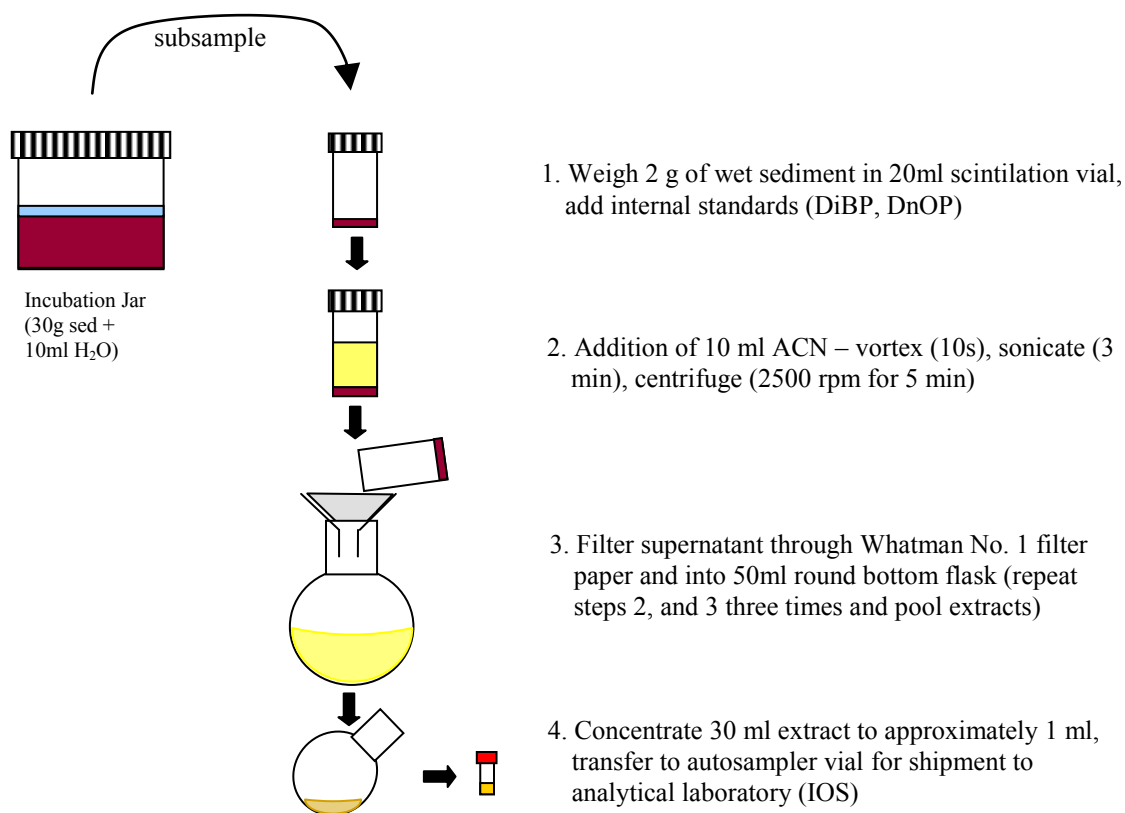 subsample
Incubation Jar
(30g sed +
10ml H₂O)
1. Weigh 2 g of wet sediment in 20ml scintilation vial,
add internal standards (DiBP, DnOP)
2. Addition of 10 ml ACN – vortex (10s), sonicate (3
min), centrifuge (2500 rpm for 5 min)
3. Filter supernatant through Whatman No. 1 filter
paper and into 50ml round bottom flask (repeat
steps 2, and 3 three times and pool extracts)
4. Concentrate 30 ml extract to approximately 1 ml,
transfer to autosampler vial for shipment to
analytical laboratory (IOS)